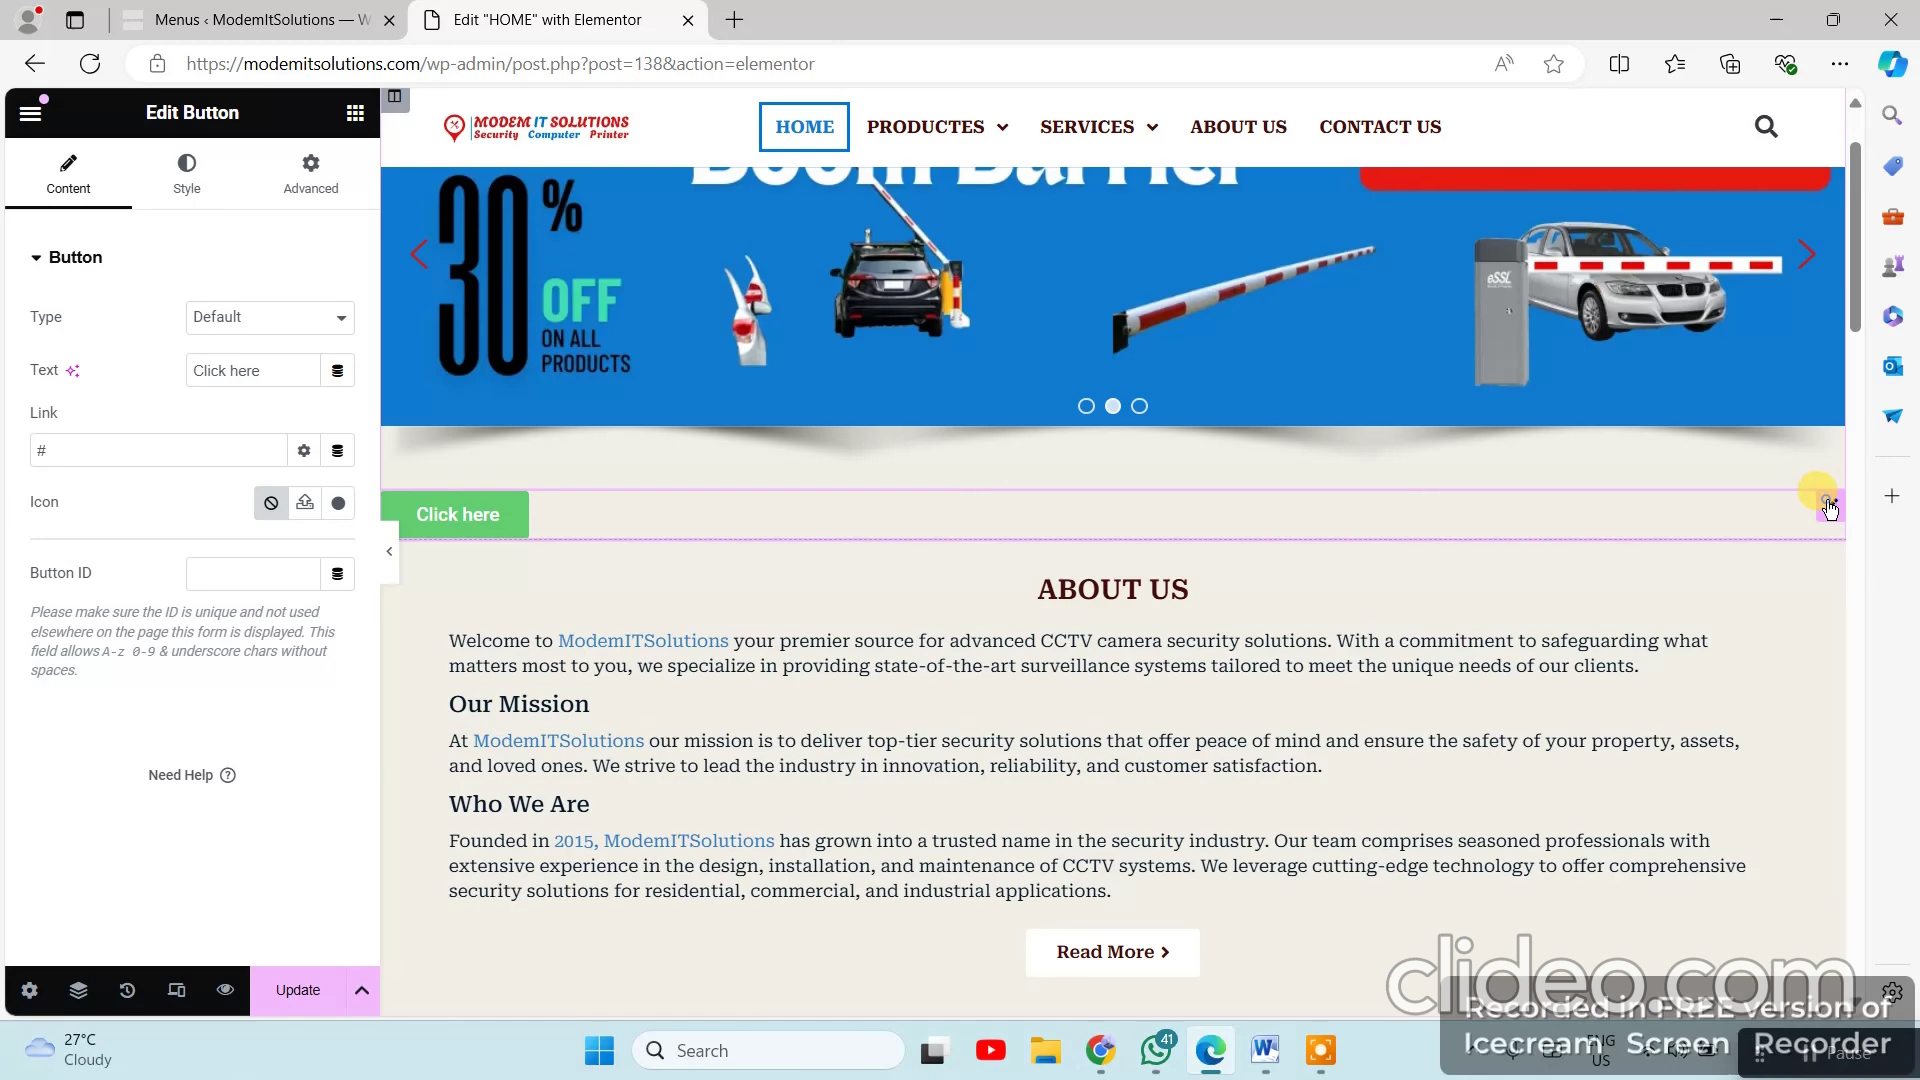 Menus ‹ ModemItSolutions — W
Edit "HOME" with Elementor
https://modemitsolutions.com/wp-admin/post.php?post=138&action=elementor
Edit Button
Content
Style
Advanced
Button
Type
Default
Text
Click here
Link
#
Icon
Button ID
Please make sure the ID is unique and not used
elsewhere on the page this form is displayed. This
field allows A-z 0-9 & underscore chars without
spaces.
Need Help
Update
MODEM IT SOLUTIONS
Security Computer Printer
HOME
PRODUCTES
SERVICES
ABOUT US
CONTACT US
Boom Barrier
30%
OFF
ON ALL
PRODUCTS
eSSL
Click here
ABOUT US
Welcome to ModemITSolutions your premier source for advanced CCTV camera security solutions. With a commitment to safeguarding what
matters most to you, we specialize in providing state-of-the-art surveillance systems tailored to meet the unique needs of our clients.
Our Mission
At ModemITSolutions our mission is to deliver top-tier security solutions that offer peace of mind and ensure the safety of your property, assets,
and loved ones. We strive to lead the industry in innovation, reliability, and customer satisfaction.
Who We Are
Founded in 2015, ModemITSolutions has grown into a trusted name in the security industry. Our team comprises seasoned professionals with
extensive experience in the design, installation, and maintenance of CCTV systems. We leverage cutting-edge technology to offer comprehensive
security solutions for residential, commercial, and industrial applications.
Read More
clideo.com
Recorded in FREE version of
Icecream Screen Recorder
27°C
Cloudy
Search
41
ENG
US
Pause